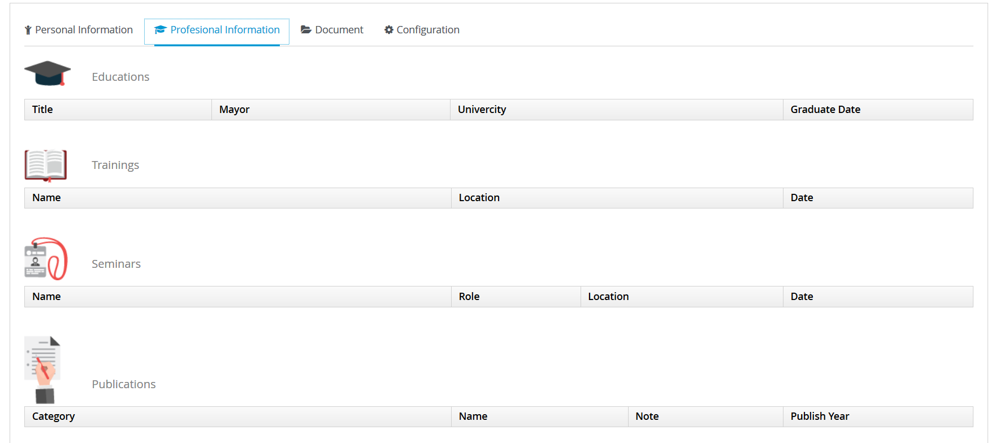 Personal Information Profesional Information Document Configuration
Educations
Title Mayor Univercity Graduate Date
Trainings
Name Location Date
Seminars
Name Role Location Date
Publications
Category Name Note Publish Year